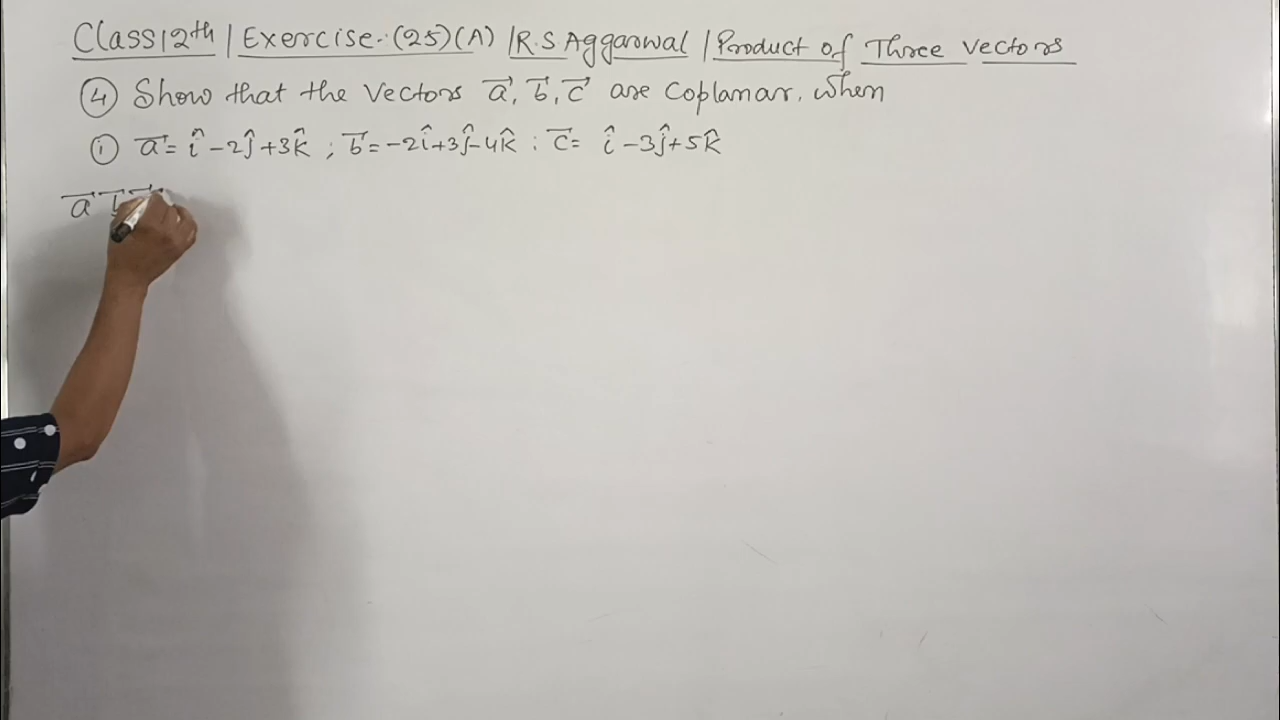 Class 12th | Exercise-(25)(A) | R.S Aggarwal | Product of Three Vectors
④ Show that the Vectors a⃗, b⃗, c⃗ are Coplanar, when
① a⃗ = î - 2ĵ + 3k̂ ; b⃗ = -2î + 3ĵ - 4k̂ ; c⃗ = î - 3ĵ + 5k̂
a⃗